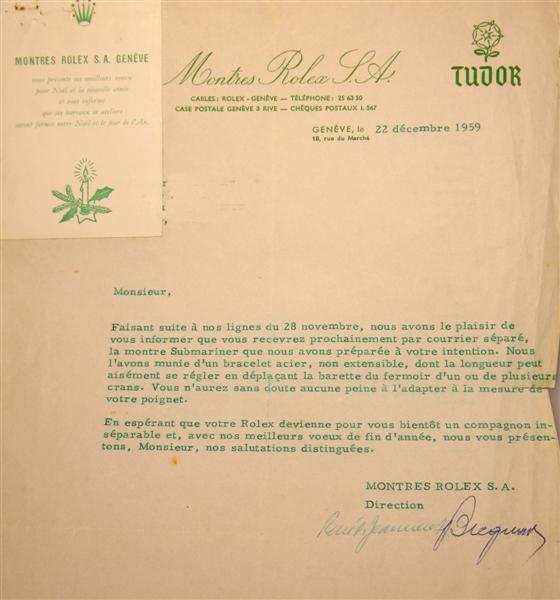 MONTRES ROLEX S.A. GENÈVE
vous présente ses meilleurs voeux
pour Noël et la nouvelle année
et vous informe
que ses bureaux et ateliers
seront fermés entre Noël et le jour de l'An.
Montres Rolex S.A.
CABLES: ROLEX - GENÈVE — TÉLÉPHONE: 25 63 50
CASE POSTALE GENÈVE 3 RIVE — CHÈQUES POSTAUX I. 567
TUDOR
GENÈVE, le 22 décembre 1959
18, rue du Marché
Monsieur,
Faisant suite à nos lignes du 28 novembre, nous avons le plaisir de
vous informer que vous recevrez prochainement par courrier séparé,
la montre Submariner que nous avons préparée à votre intention. Nous
l'avons munie d'un bracelet acier, non extensible, dont la longueur peut
aisément se régler en déplaçant la barette du fermoir d'un ou de plusieurs
crans. Vous n'aurez sans doute aucune peine à l'adapter à la mesure de
votre poignet.
En espérant que votre Rolex devienne pour vous bientôt un compagnon in-
séparable et, avec nos meilleurs voeux de fin d'année, nous vous présen-
tons, Monsieur, nos salutations distinguées.
MONTRES ROLEX S.A.
Direction